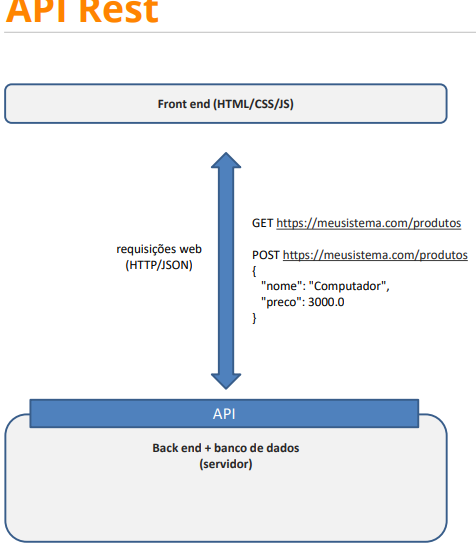 API Rest
Front end (HTML/CSS/JS)
requisições web
(HTTP/JSON)
GET https://meusistema.com/produtos
POST https://meusistema.com/produtos
{
"nome": "Computador",
"preco": 3000.0
}
API
Back end + banco de dados
(servidor)